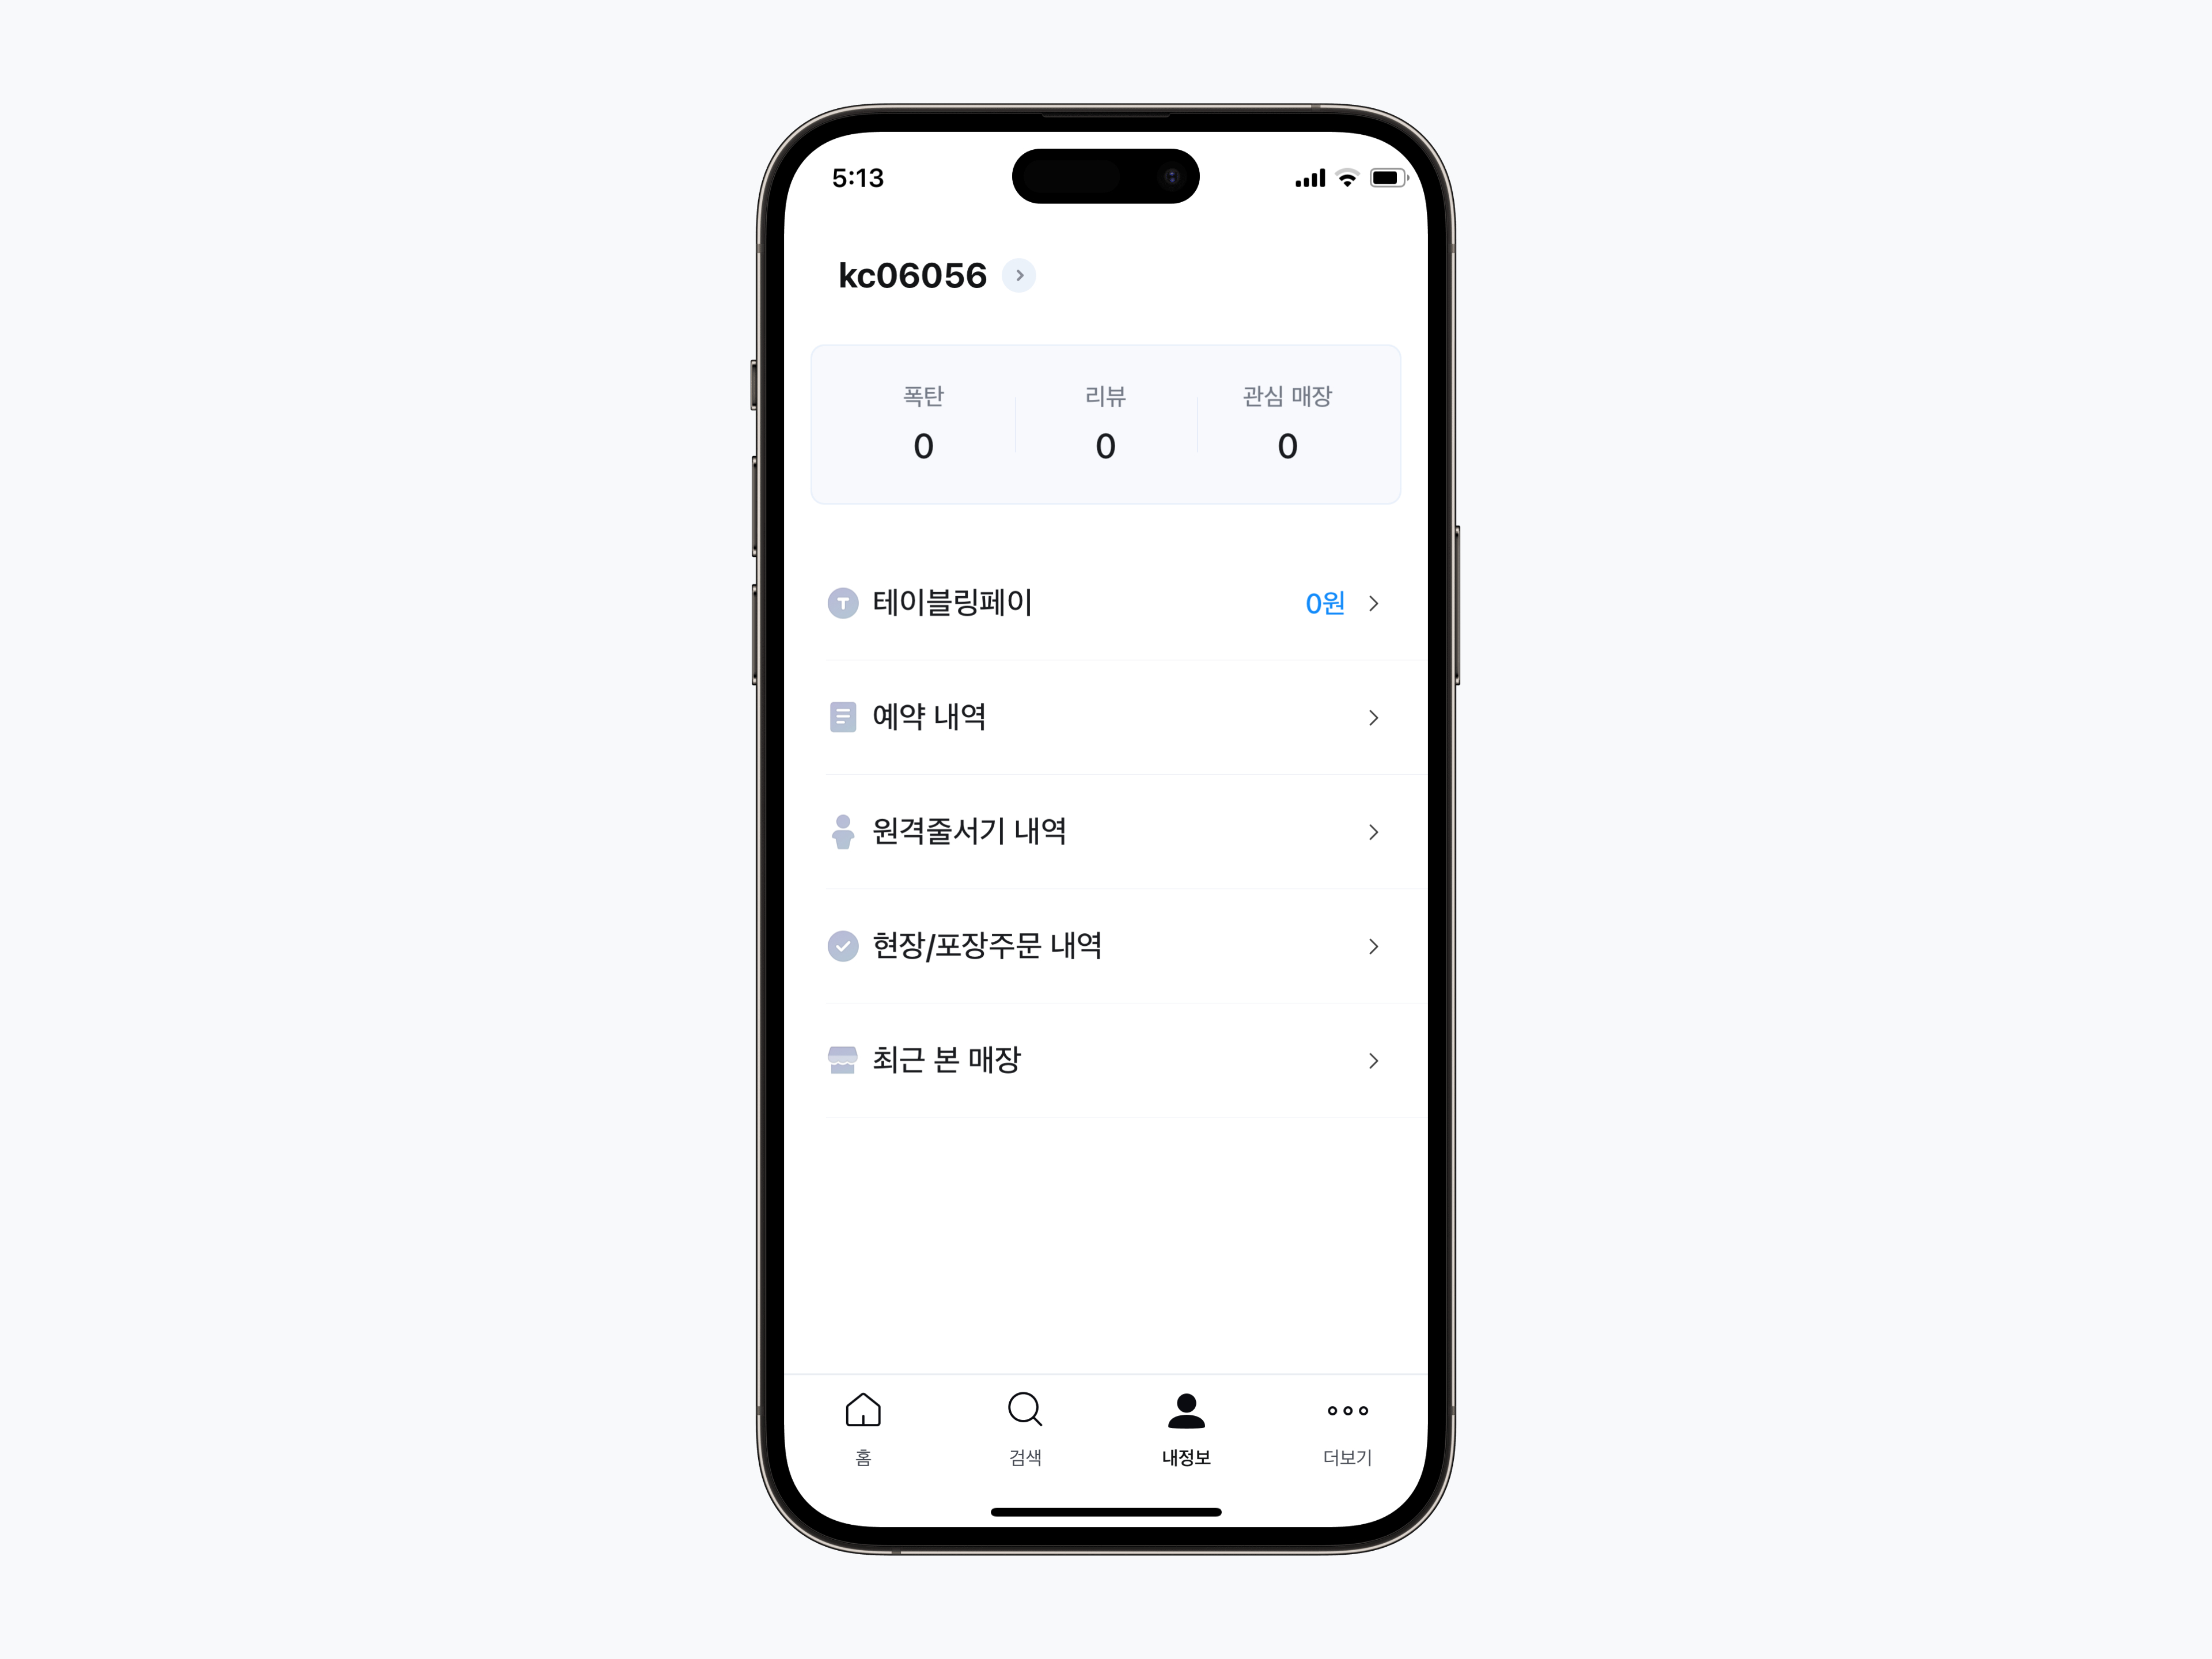 5:13
kc06056
폭탄 리뷰 관심 매장
0 0 0
테이블링페이 0원
예약 내역
원격줄서기 내역
현장/포장주문 내역
최근 본 매장
홈 검색 내정보 더보기